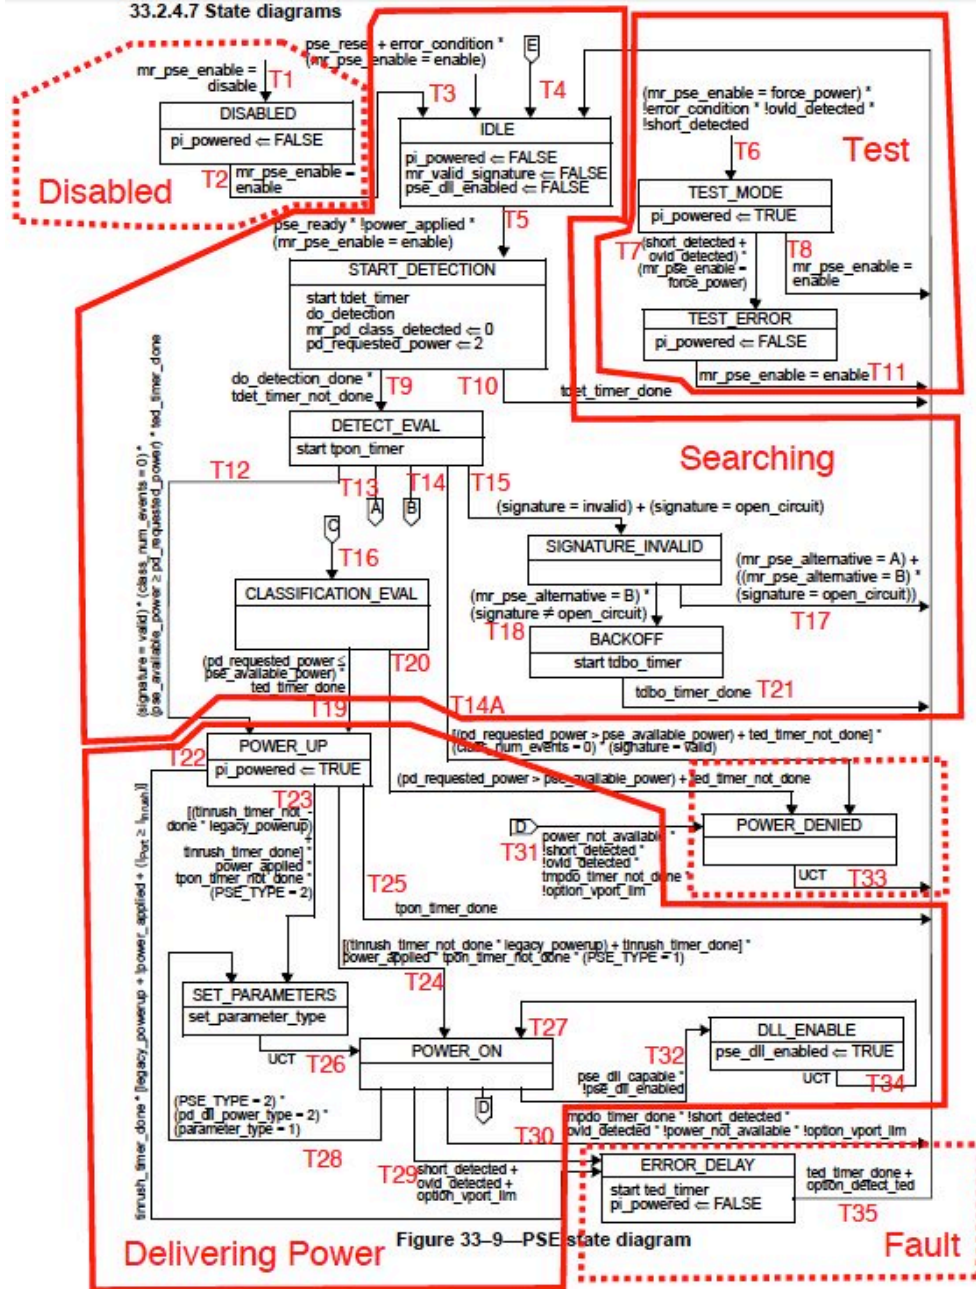 33.2.4.7 State diagrams
pse_reset + error_condition *
(mr_pse_enable = enable)
E
mr_pse_enable =
disable
T1
T3
T4
DISABLED
pi_powered ⇐ FALSE
T2
mr_pse_enable =
enable
Disabled
IDLE
pi_powered ⇐ FALSE
mr_valid_signature ⇐ FALSE
pse_dll_enabled ⇐ FALSE
(mr_pse_enable = force_power) *
!error_condition * !ovld_detected *
!short_detected
T6
Test
TEST_MODE
pi_powered ⇐ TRUE
T7
(short_detected +
ovld_detected) *
(mr_pse_enable =
force_power)
T8
mr_pse_enable =
enable
TEST_ERROR
pi_powered ⇐ FALSE
mr_pse_enable = enable
T11
pse_ready * !power_applied *
(mr_pse_enable = enable)
T5
START_DETECTION
start tdet_timer
do_detection
mr_pd_class_detected ⇐ 0
pd_requested_power ⇐ 2
do_detection_done *
tdet_timer_not_done
T9
T10
tdet_timer_done
DETECT_EVAL
start tpon_timer
Searching
T12
T13
T14
T15
A
B
(signature = invalid) + (signature = open_circuit)
C
T16
SIGNATURE_INVALID
(signature = valid) * (class_num_events = 0) *
(pse_available_power ≥ pd_requested_power) * ted_timer_done
CLASSIFICATION_EVAL
(mr_pse_alternative = A) +
((mr_pse_alternative = B) *
(signature = open_circuit))
T17
(mr_pse_alternative = B) *
(signature ≠ open_circuit)
T18
BACKOFF
start tdbo_timer
tdbo_timer_done
T21
T20
(pd_requested_power ≤
pse_available_power) *
ted_timer_done
T19
T14A
[(pd_requested_power > pse_available_power) + ted_timer_not_done] *
(class_num_events = 0) * (signature = valid)
T22
POWER_UP
pi_powered ⇐ TRUE
(pd_requested_power > pse_available_power) + ted_timer_not_done
T23
[(tinrush_timer_not_
done * legacy_powerup)
+
tinrush_timer_done] *
power_applied *
tpon_timer_not_done *
(PSE_TYPE = 2)
D
T31
power_not_available *
!short_detected *
!ovld_detected *
tmpdo_timer_not_done *
!option_vport_lim
POWER_DENIED
UCT
T33
T25
tpon_timer_done
[(tinrush_timer_not_done * legacy_powerup) + tinrush_timer_done] *
power_applied * tpon_timer_not_done * (PSE_TYPE = 1)
T24
tinrush_timer_done * [legacy_powerup + !power_applied + (IPort ≥ IInrush)]
SET_PARAMETERS
set_parameter_type
UCT
T26
T27
POWER_ON
D
T32
pse_dll_capable *
!pse_dll_enabled
DLL_ENABLE
pse_dll_enabled ⇐ TRUE
UCT
T34
(PSE_TYPE = 2) *
(pd_dll_power_type = 2) *
(parameter_type = 1)
T28
T30
tmpdo_timer_done * !short_detected *
!ovld_detected * !power_not_available * !option_vport_lim
T29
short_detected +
ovld_detected +
option_vport_lim
ERROR_DELAY
start ted_timer
pi_powered ⇐ FALSE
ted_timer_done +
option_detect_ted
T35
Delivering Power
Figure 33–9—PSE state diagram
Fault